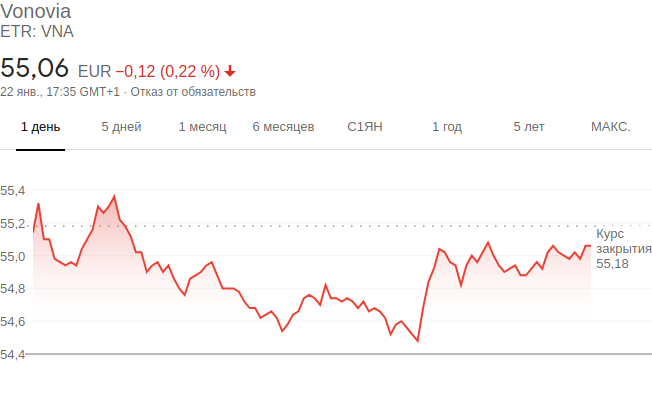 Vonovia
ETR: VNA
55,06 EUR −0,12 (0,22 %)
22 янв., 17:35 GMT+1 · Отказ от обязательств
1 день 5 дней 1 месяц 6 месяцев С1ЯН 1 год 5 лет МАКС.
55,4
55,2
Курс
закрытия
55,18
55,0
54,8
54,6
54,4